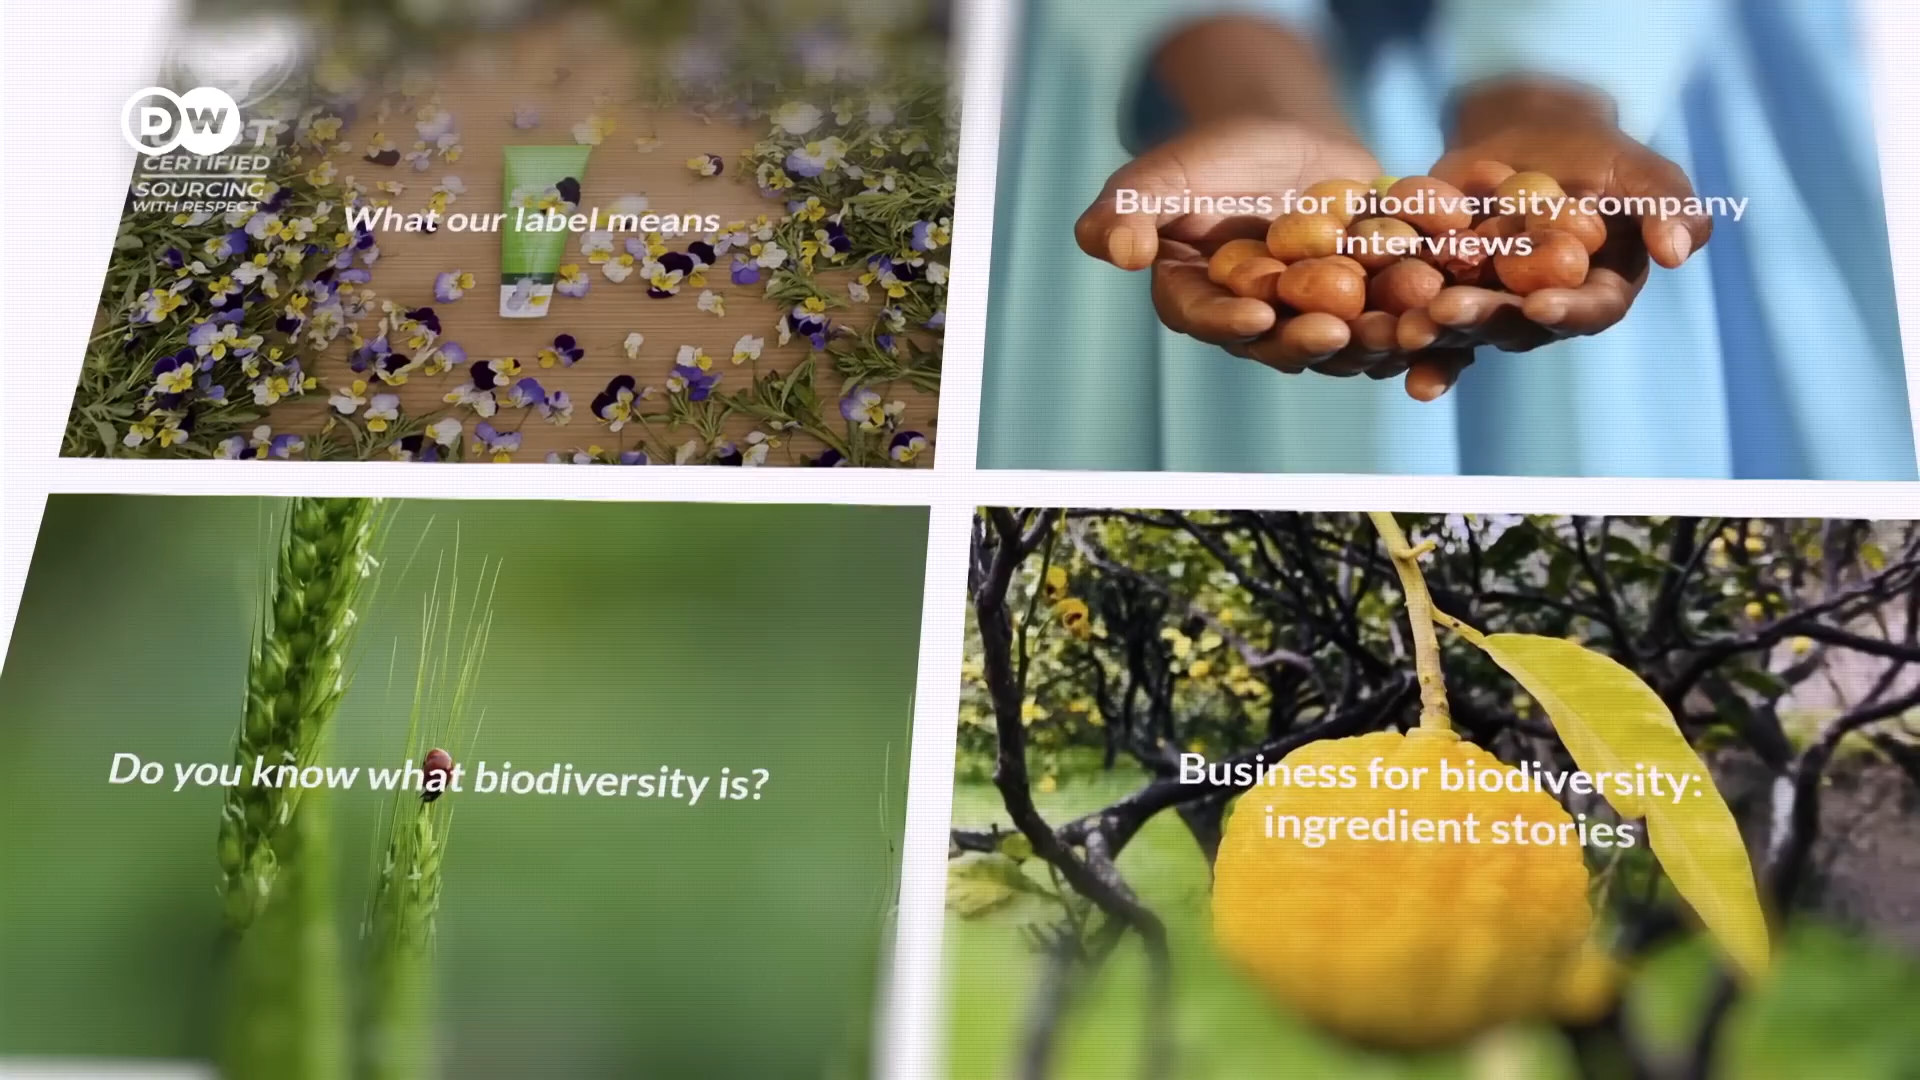 DW
CERTIFIED
SOURCING
WITH RESPECT
What our label means
Business for biodiversity:company
interviews
Do you know what biodiversity is?
Business for biodiversity:
ingredient stories